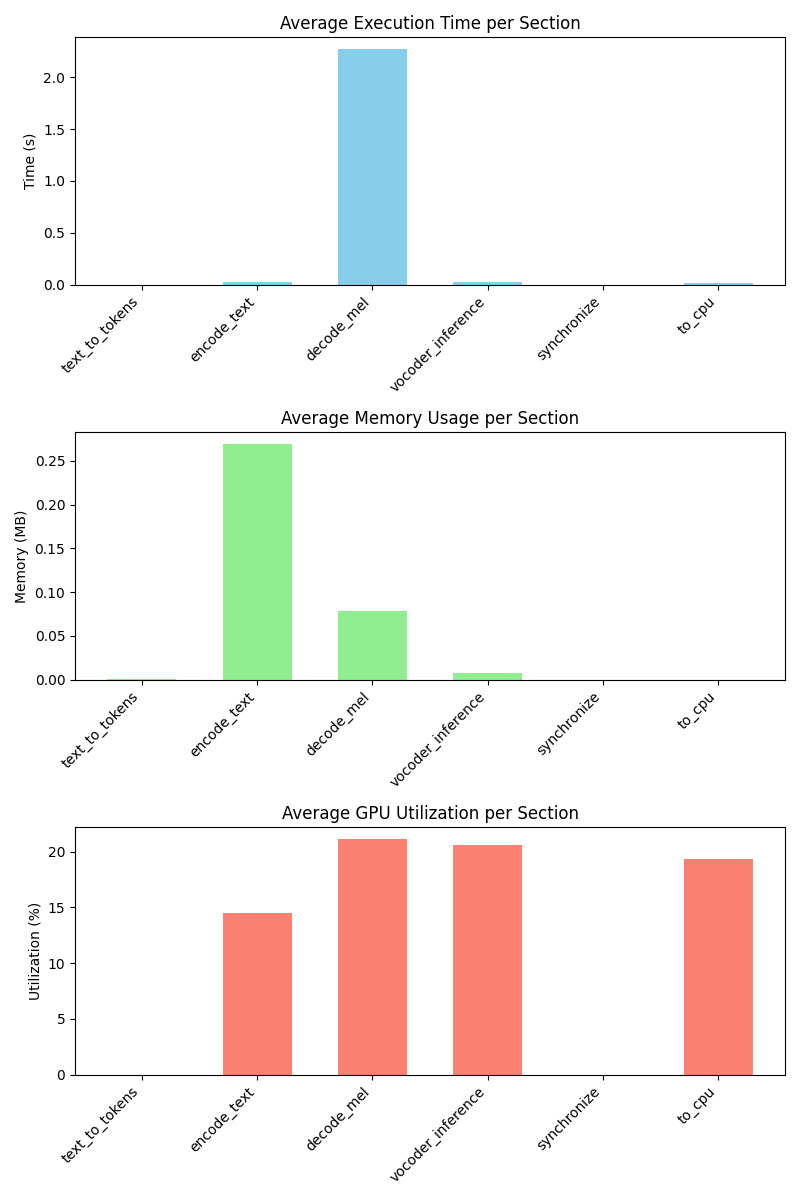 Average Execution Time per Section
Time (s)
2.0
1.5
1.0
0.5
0.0
text_to_tokens
encode_text
decode_mel
vocoder_inference
synchronize
to_cpu
Average Memory Usage per Section
Memory (MB)
0.25
0.20
0.15
0.10
0.05
0.00
text_to_tokens
encode_text
decode_mel
vocoder_inference
synchronize
to_cpu
Average GPU Utilization per Section
Utilization (%)
20
15
10
5
0
text_to_tokens
encode_text
decode_mel
vocoder_inference
synchronize
to_cpu